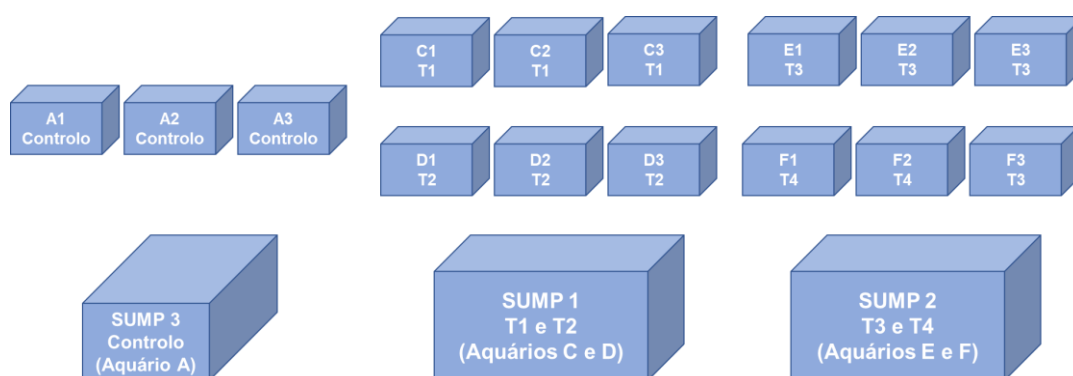 C1
T1
C2
T1
C3
T1
E1
T3
E2
T3
E3
T3
A1
Controlo
A2
Controlo
A3
Controlo
D1
T2
D2
T2
D3
T2
F1
T4
F2
T4
F3
T3
SUMP 3
Controlo
(Aquário A)
SUMP 1
T1 e T2
(Aquários C e D)
SUMP 2
T3 e T4
(Aquários E e F)